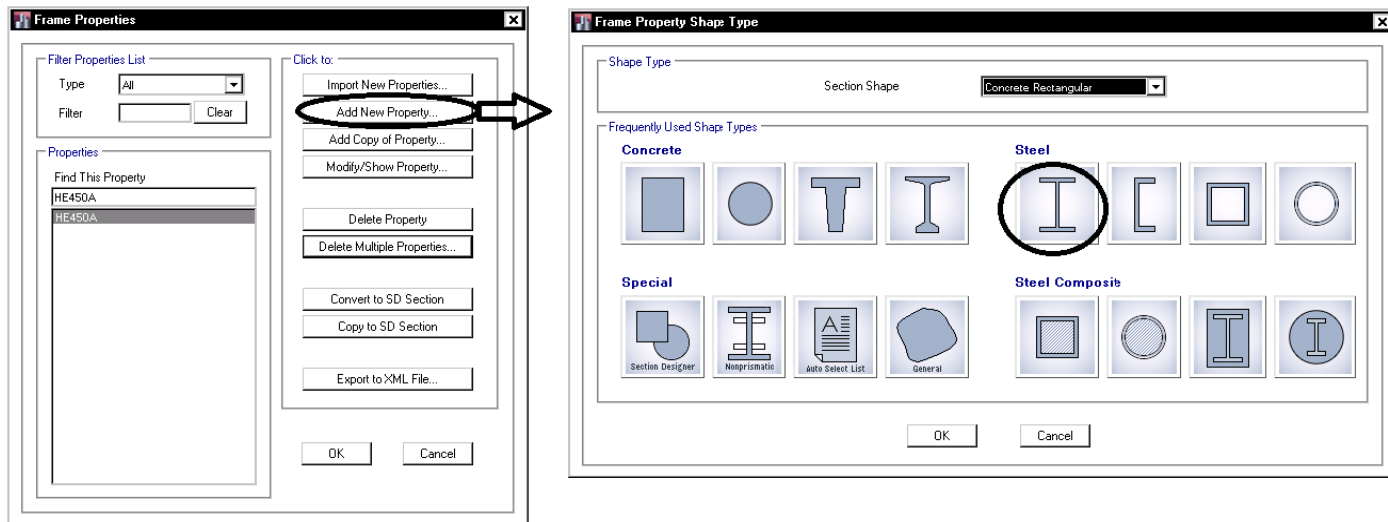 Frame Properties
Filter Properties List
Type All
Filter Clear
Properties
Find This Property
HE450A
HE450A
Click to:
Import New Properties...
Add New Property...
Add Copy of Property...
Modify/Show Property...
Delete Property
Delete Multiple Properties...
Convert to SD Section
Copy to SD Section
Export to XML File...
OK Cancel
Frame Property Shape Type
Shape Type
Section Shape Concrete Rectangular
Frequently Used Shape Types
Concrete
Steel
Special
Section Designer Nonprismatic A Auto Select List General
Steel Composite
OK Cancel